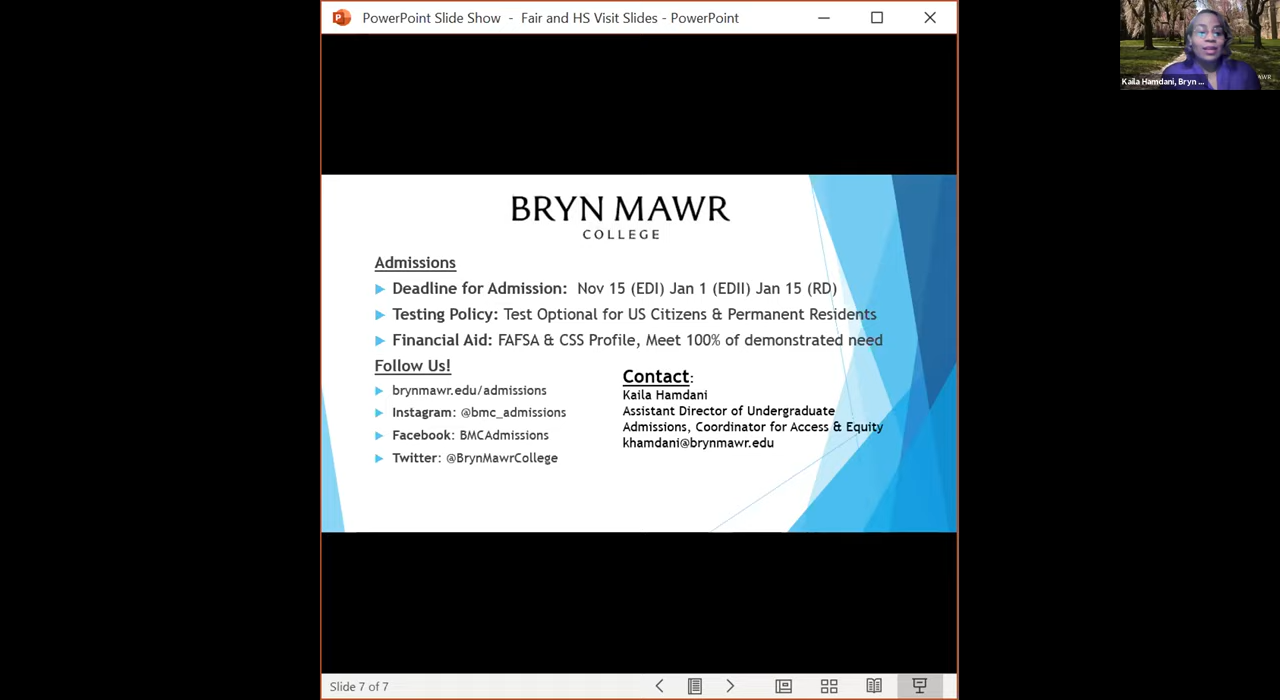 PowerPoint Slide Show - Fair and HS Visit Slides - PowerPoint
Kaila Hamdani, Bryn ...
AWR
BRYN MAWR
COLLEGE
Admissions
Deadline for Admission: Nov 15 (EDI) Jan 1 (EDII) Jan 15 (RD)
Testing Policy: Test Optional for US Citizens & Permanent Residents
Financial Aid: FAFSA & CSS Profile, Meet 100% of demonstrated need
Follow Us!
brynmawr.edu/admissions
Instagram: @bmc_admissions
Facebook: BMCAdmissions
Twitter: @BrynMawrCollege
Contact:
Kaila Hamdani
Assistant Director of Undergraduate
Admissions, Coordinator for Access & Equity
khamdani@brynmawr.edu
Slide 7 of 7